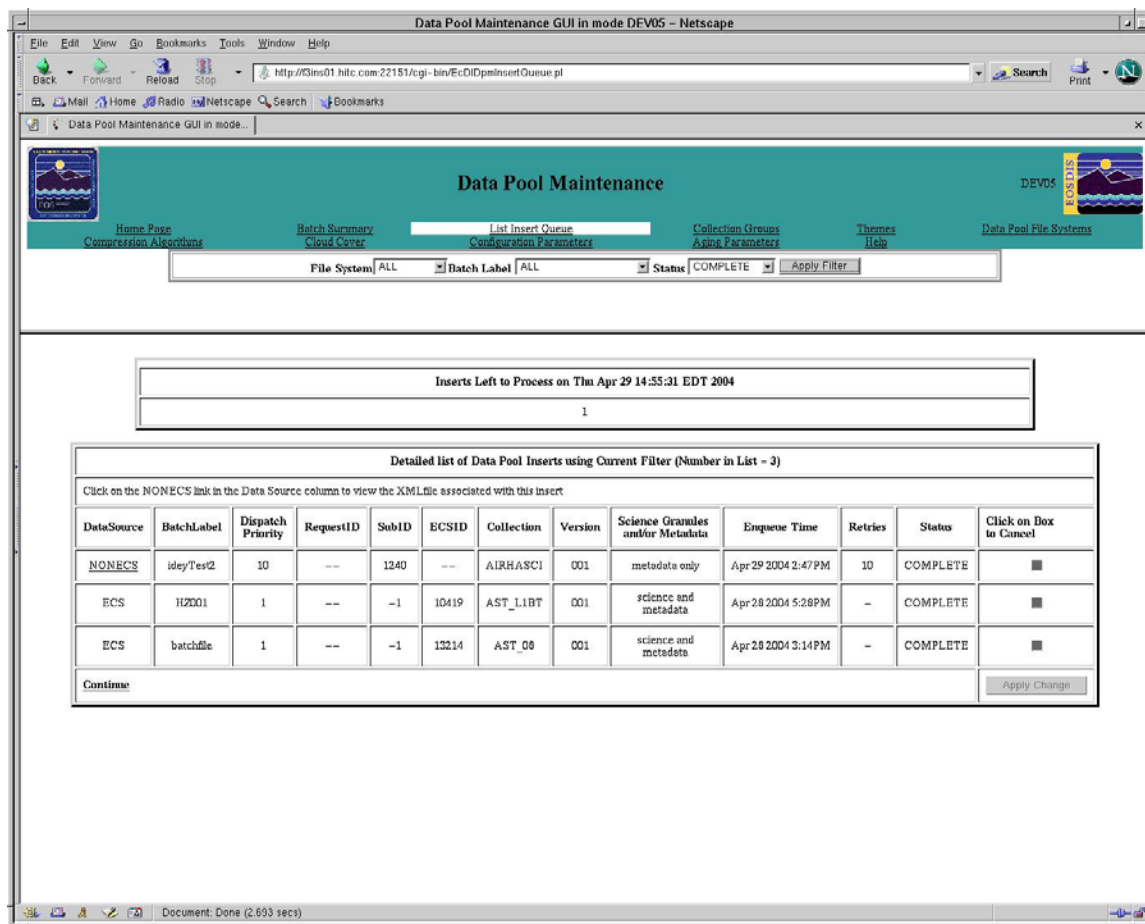 Data Pool Maintenance GUI in mode DEV05 – Netscape
File Edit View Go Bookmarks Tools Window Help
http://f3ins01.hitc.com:22151/cgi-bin/EcDlDpmInsertQueue.pl
Search
Back Forward Reload Stop Print
Mail Home Radio Netscape Search Bookmarks
Data Pool Maintenance GUI in mode...
Data Pool Maintenance
DEV05
EOSDIS
Home Page Batch Summary List Insert Queue Collection Groups Themes Data Pool File Systems
Compression Algorithms Cloud Cover Configuration Parameters Aging Parameters Help
File System ALL Batch Label ALL Status COMPLETE Apply Filter
Inserts Left to Process on Thu Apr 29 14:55:31 EDT 2004
1
Detailed list of Data Pool Inserts using Current Filter (Number in List = 3)
Click on the NONECS link in the Data Source column to view the XMLfile associated with this insert
DataSource BatchLabel Dispatch Priority RequestID SubID ECSID Collection Version Science Granules and/or Metadata Enqueue Time Retries Status Click on Box to Cancel
NONECS ideyTest2 10 -- 1240 -- AIRHASCI 001 metadata only Apr 29 2004 2:47PM 10 COMPLETE
ECS HZ001 1 -- -1 10419 AST_L1BT 001 science and metadata Apr 28 2004 5:28PM - COMPLETE
ECS batchfile 1 -- -1 13214 AST_08 001 science and metadata Apr 28 2004 3:14PM - COMPLETE
Continue Apply Change
Document: Done (2.693 secs)